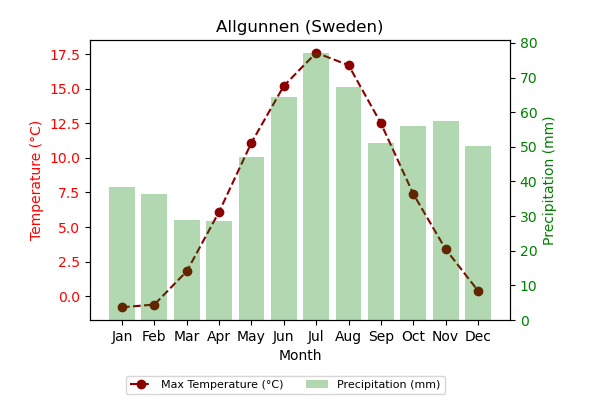 Allgunnen (Sweden)
17.5
15.0
12.5
10.0
7.5
5.0
2.5
0.0
Temperature (°C)
80
70
60
50
40
30
20
10
0
Precipitation (mm)
Jan Feb Mar Apr May Jun Jul Aug Sep Oct Nov Dec
Month
Max Temperature (°C) Precipitation (mm)